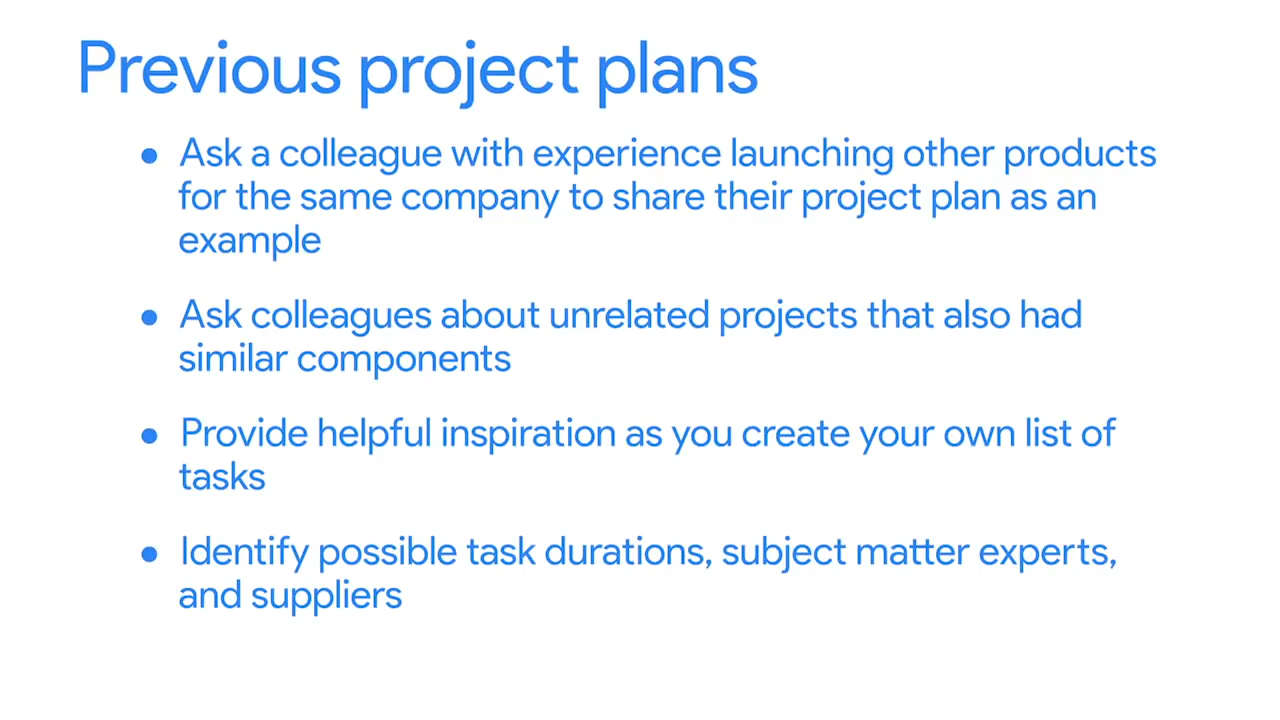 Previous project plans
● Ask a colleague with experience launching other products
for the same company to share their project plan as an
example
● Ask colleagues about unrelated projects that also had
similar components
● Provide helpful inspiration as you create your own list of
tasks
● Identify possible task durations, subject matter experts,
and suppliers